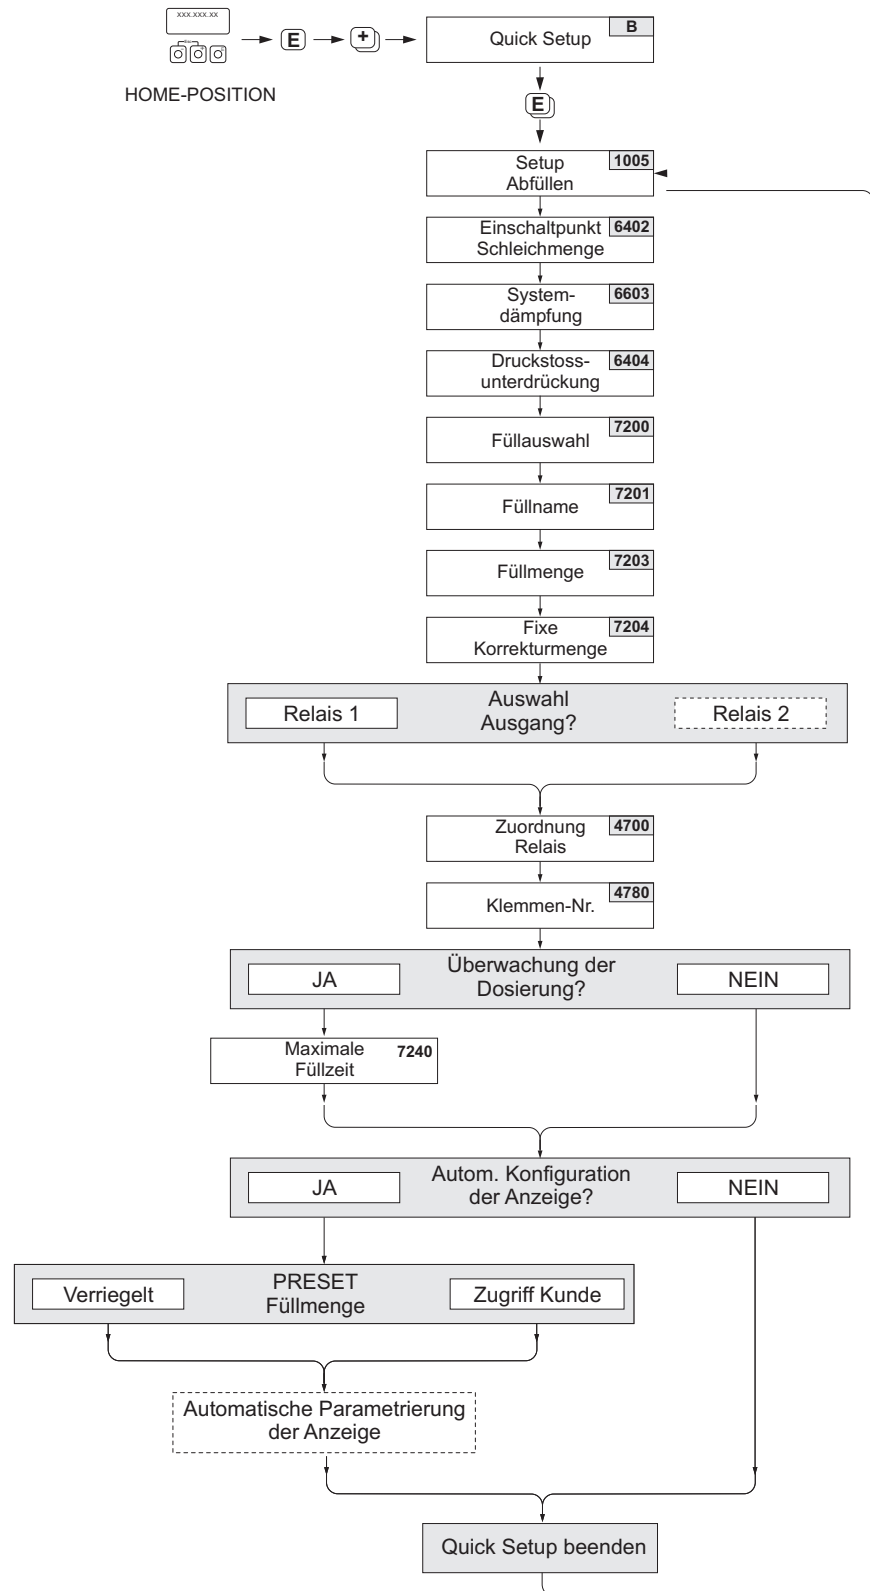 xxx.xxx.xx
Esc
E
+
Quick Setup
B
HOME-POSITION
E
Setup
Abfüllen
1005
Einschaltpunkt
Schleichmenge
6402
System-
dämpfung
6603
Druckstoss-
unterdrückung
6404
Füllauswahl
7200
Füllname
7201
Füllmenge
7203
Fixe
Korrekturmenge
7204
Relais 1
Auswahl
Ausgang?
Relais 2
Zuordnung
Relais
4700
Klemmen-Nr.
4780
JA
Überwachung der
Dosierung?
NEIN
Maximale
Füllzeit
7240
JA
Autom. Konfiguration
der Anzeige?
NEIN
Verriegelt
PRESET
Füllmenge
Zugriff Kunde
Automatische Parametrierung
der Anzeige
Quick Setup beenden